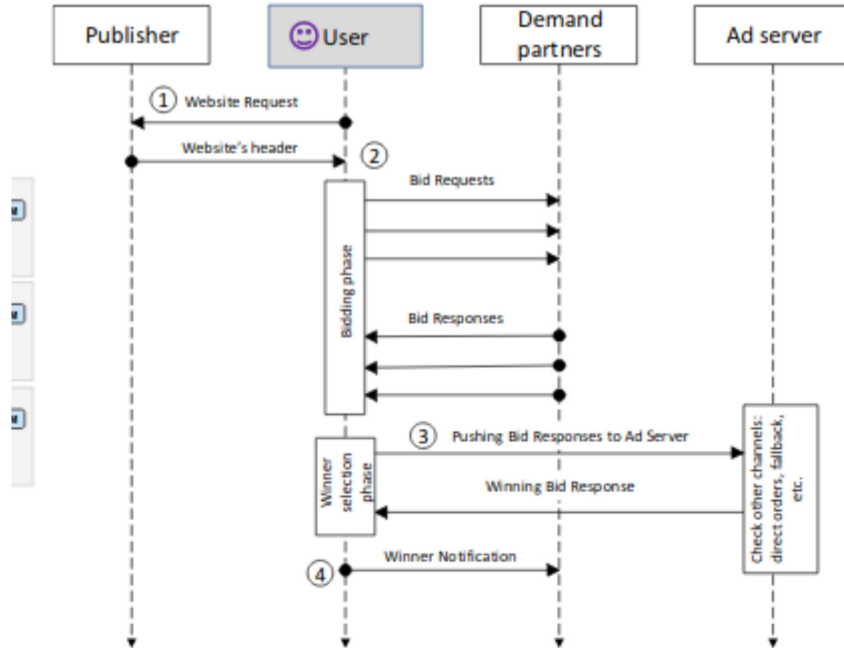 Publisher
User
Demand
partners
Ad server
1 Website Request
Website's header
2
Bid Requests
Bidding phase
Bid Responses
3 Pushing Bid Responses to Ad Server
Winner
selection
phase
Winning Bid Response
Check other channels:
direct orders, fallback,
etc.
4 Winner Notification